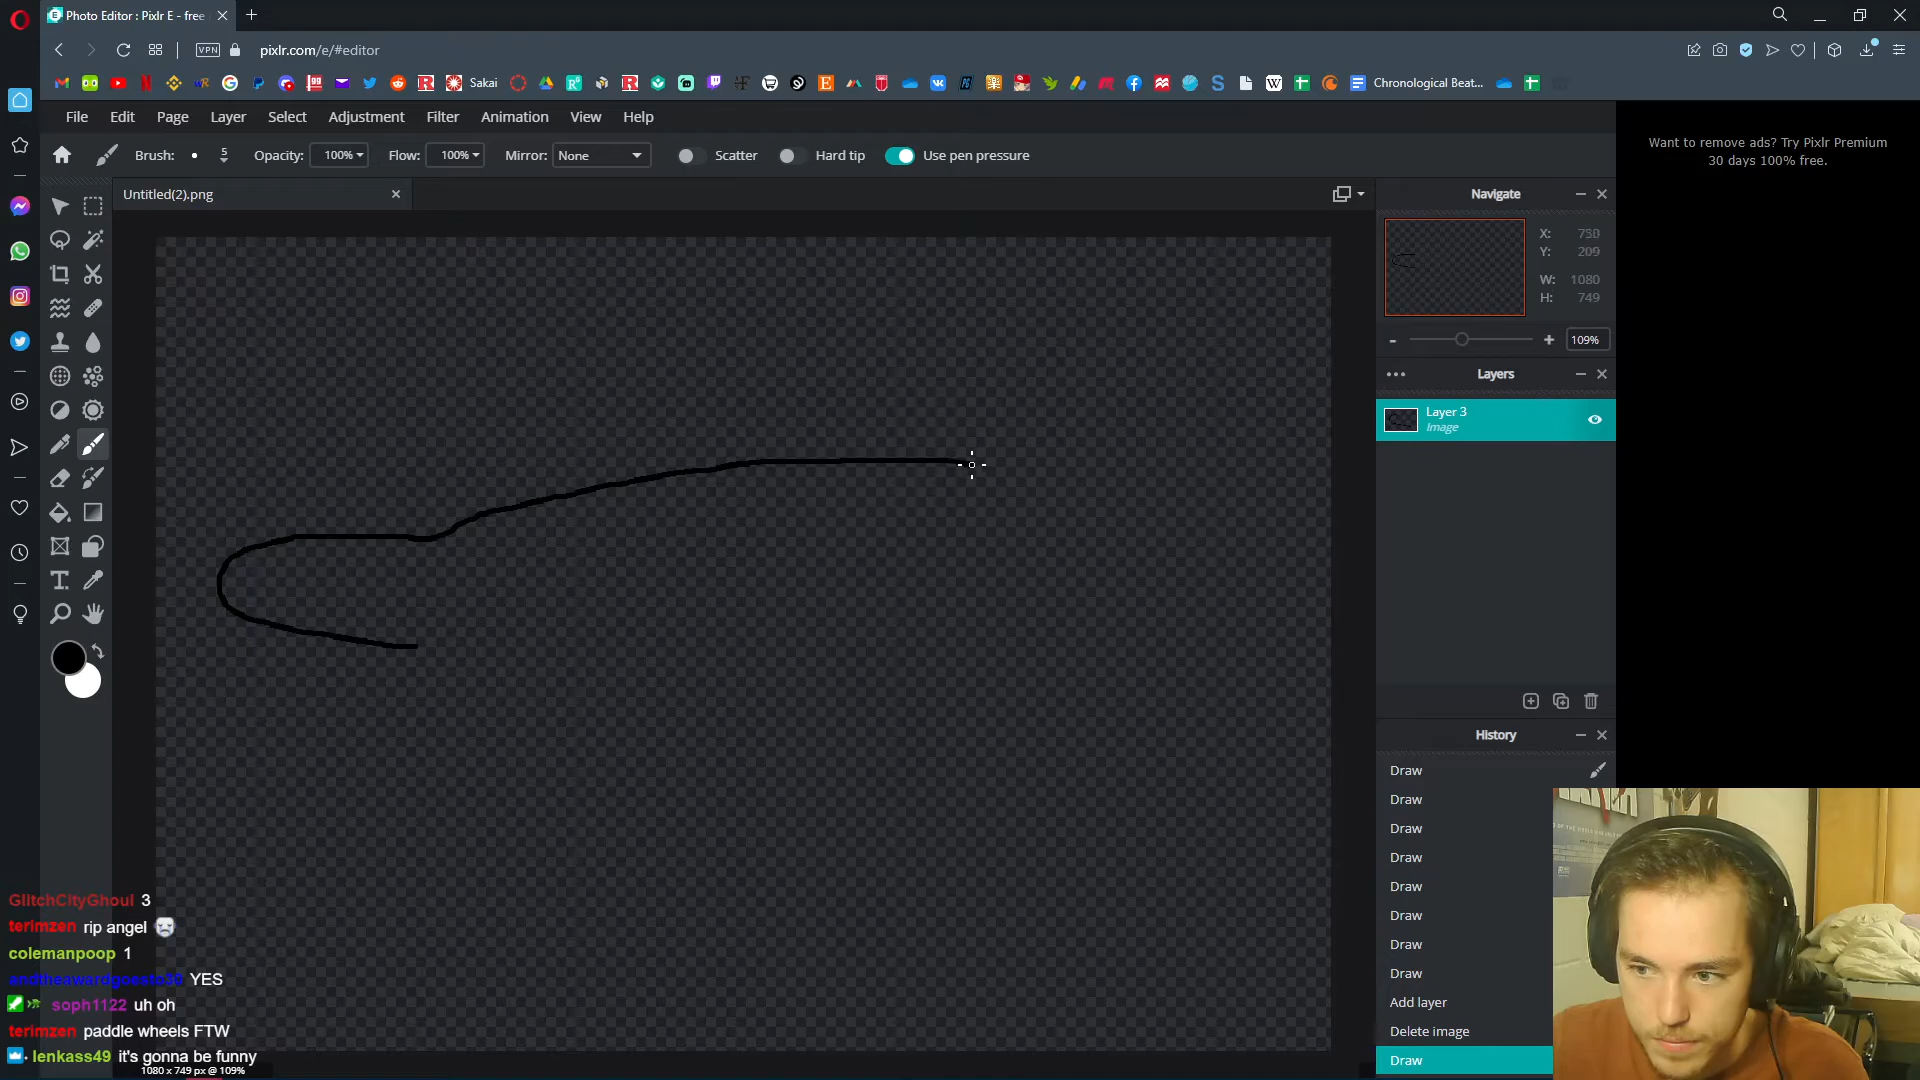 Photo Editor : Pixlr E - free
VPN
pixlr.com/e/#editor
Sakai
Chronological Beat...
File Edit Page Layer Select Adjustment Filter Animation View Help
Brush: 5 Opacity: 100% Flow: 100% Mirror: None Scatter Hard tip Use pen pressure
Want to remove ads? Try Pixlr Premium
30 days 100% free.
Untitled(2).png
Navigate
X: 750
Y: 209
W: 1080
H: 749
109%
Layers
Layer 3
Image
History
Draw
Draw
Draw
Draw
Draw
Draw
Draw
Draw
Add layer
Delete image
Draw
GlitchCityGhoul 3
terimzen rip angel
colemanpoop 1
andtheawardgoesto30 YES
soph1122 uh oh
terimzen paddle wheels FTW
lenkass49 it's gonna be funny
1080 x 749 px @ 109%